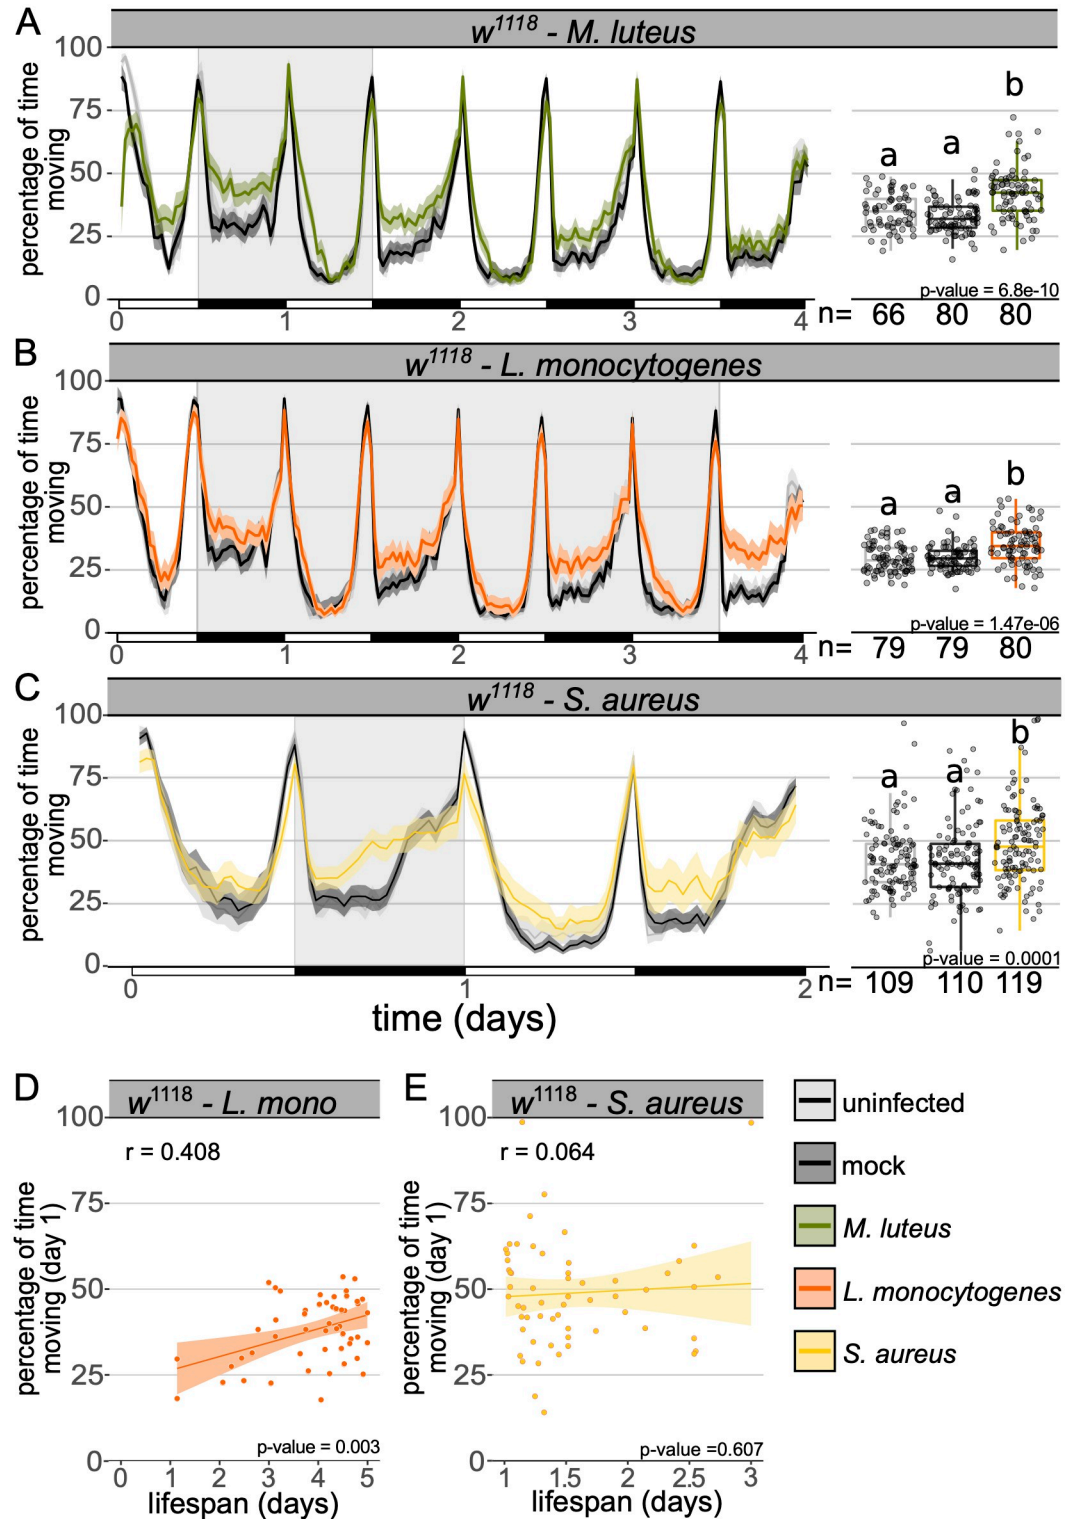 A
w1118 - M. luteus
percentage of time
moving
100
75
50
25
0
0 1 2 3 4
a a b
p-value = 6.8e-10
n= 66 80 80
B
w1118 - L. monocytogenes
percentage of time
moving
100
75
50
25
0
0 1 2 3 4
a a b
p-value = 1.47e-06
n= 79 79 80
C
w1118 - S. aureus
percentage of time
moving
100
75
50
25
0
0 1 2
a a b
p-value = 0.0001
n= 109 110 119
time (days)
D
w1118 - L. mono
percentage of time
moving (day 1)
100
75
50
25
0
r = 0.408
p-value = 0.003
0 1 2 3 4 5
lifespan (days)
E
w1118 - S. aureus
percentage of time
moving (day 1)
100
75
50
25
0
r = 0.064
p-value =0.607
1 1.5 2 2.5 3
lifespan (days)
uninfected
mock
M. luteus
L. monocytogenes
S. aureus